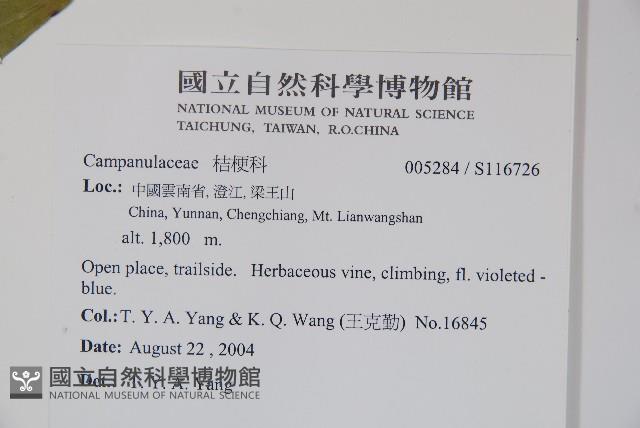 國立自然科學博物館
NATIONAL MUSEUM OF NATURAL SCIENCE
TAICHUNG, TAIWAN, R.O.CHINA
Campanulaceae 桔梗科 005284 / S116726
Loc.: 中國雲南省, 澄江, 梁王山
China, Yunnan, Chengchiang, Mt. Lianwangshan
alt. 1,800 m.
Open place, trailside. Herbaceous vine, climbing, fl. violeted -
blue.
Col.: T. Y. A. Yang & K. Q. Wang (王克勤) No.16845
Date: August 22 , 2004
Det.: T. Y. A. Yang
國立自然科學博物館
NATIONAL MUSEUM OF NATURAL SCIENCE